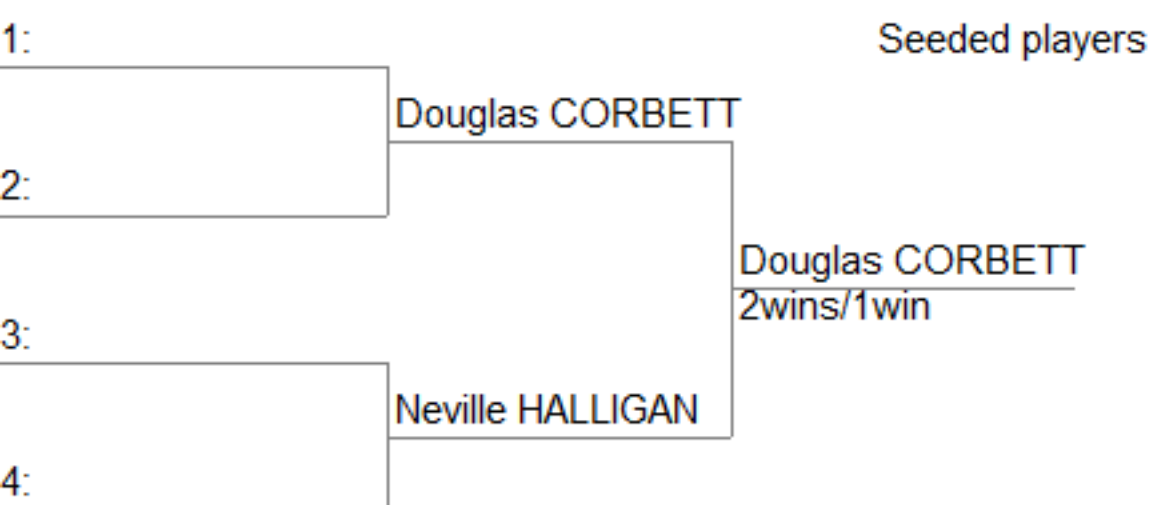 1:
Seeded players
Douglas CORBETT
2:
Douglas CORBETT
2wins/1win
3:
Neville HALLIGAN
4: